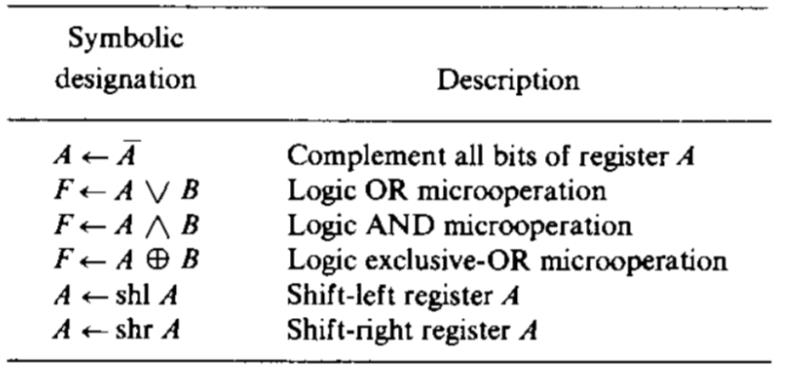 Symbolic
designation Description
A ← A̅ Complement all bits of register A
F ← A ∨ B Logic OR microoperation
F ← A ∧ B Logic AND microoperation
F ← A ⊕ B Logic exclusive-OR microoperation
A ← shl A Shift-left register A
A ← shr A Shift-right register A